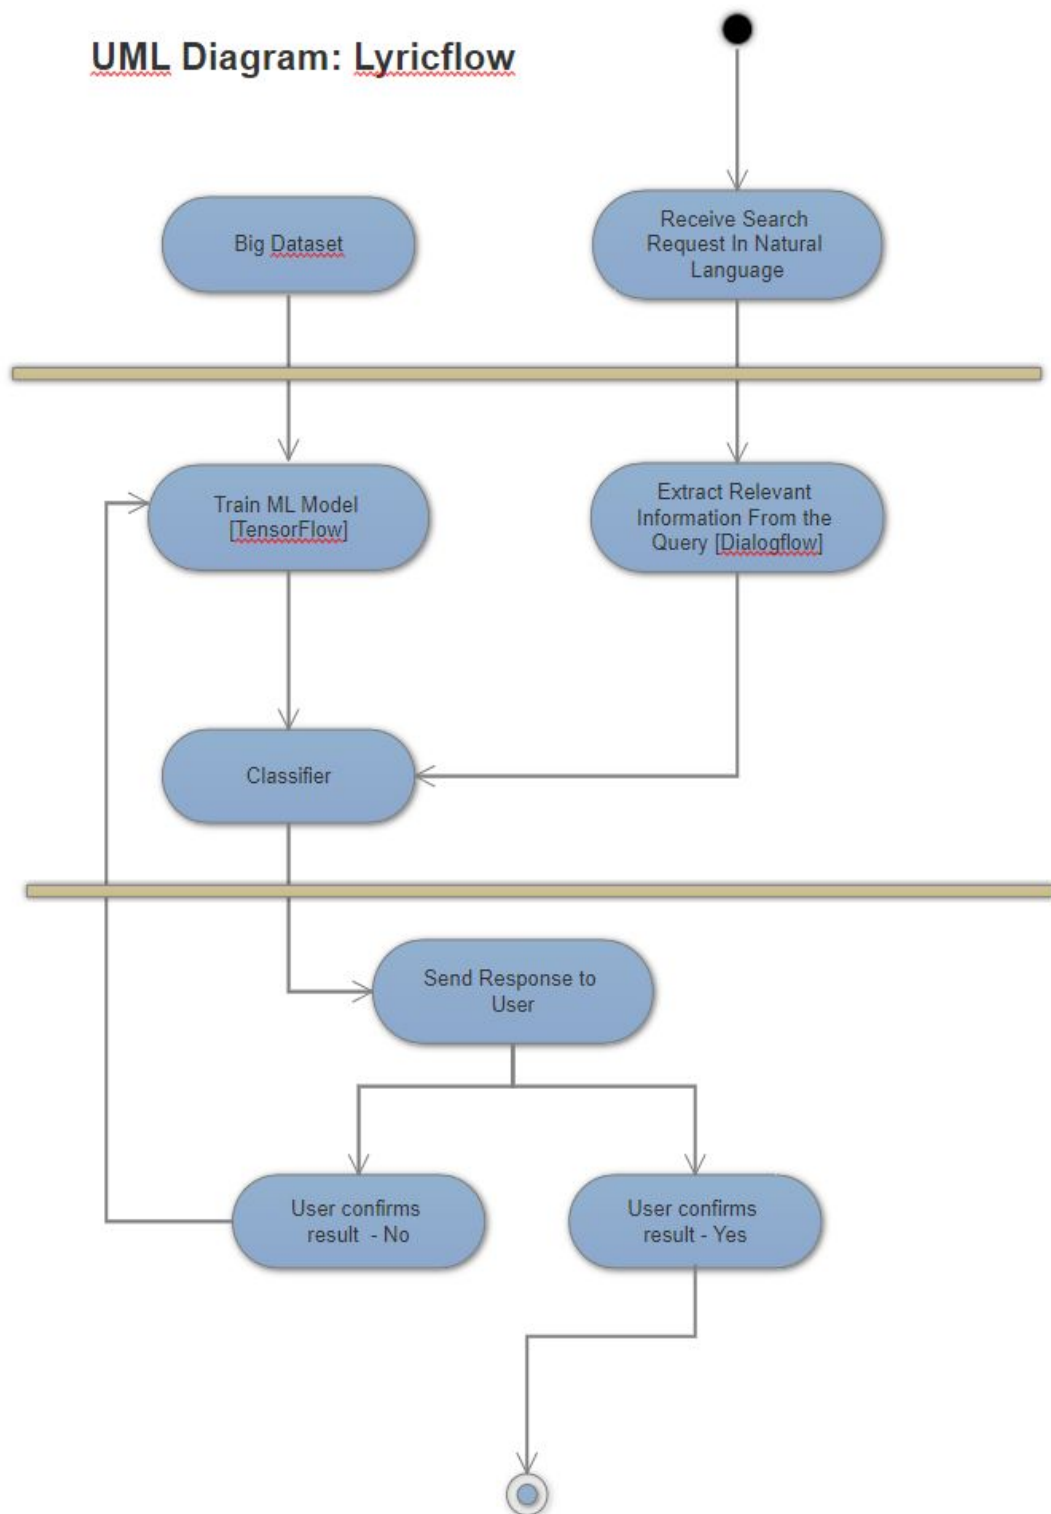 UML Diagram: Lyricflow
Big Dataset
Receive Search
Request In Natural
Language
Train ML Model
[TensorFlow]
Extract Relevant
Information From the
Query [Dialogflow]
Classifier
Send Response to
User
User confirms
result - No
User confirms
result - Yes